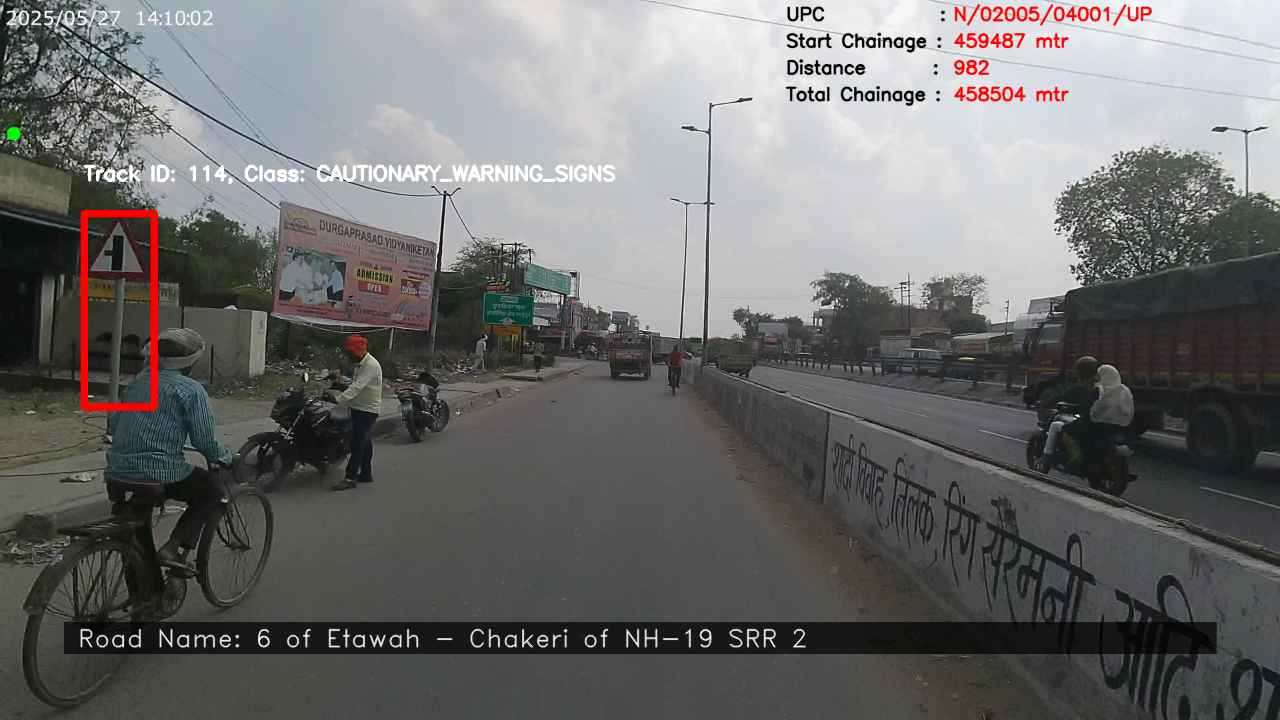 2025/05/27 14:10:02
UPC : N/02005/04001/UP
Start Chainage : 459487 mtr
Distance : 982
Total Chainage : 458504 mtr
Track ID: 114, Class: CAUTIONARY_WARNING_SIGNS
DURGAPRASAD VIDYANIKETAN
ADMISSION
OPEN
शादी विवाह, तिलक, रिंग सेरेमनी आदि
Road Name: 6 of Etawah - Chakeri of NH-19 SRR 2